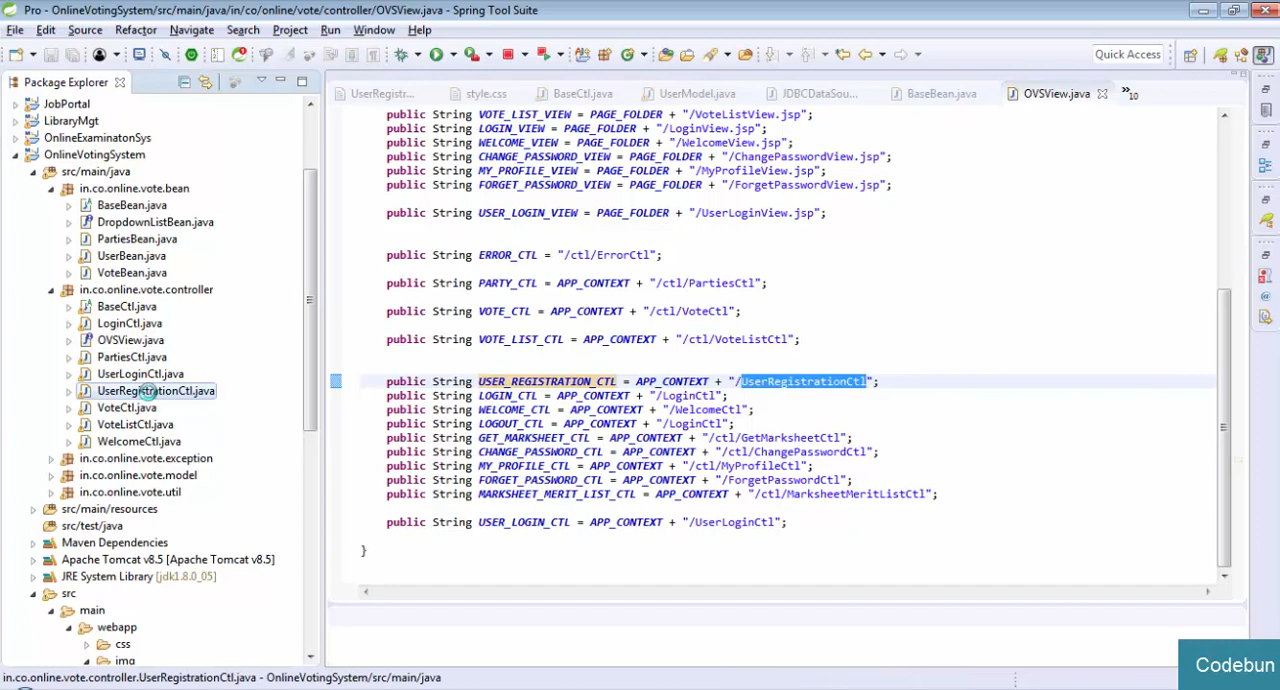 Pro - OnlineVotingSystem/src/main/java/in/co/online/vote/controller/OVSView.java - Spring Tool Suite
File Edit Source Refactor Navigate Search Project Run Window Help
Quick Access
Package Explorer
JobPortal
LibraryMgt
OnlineExaminatonSys
OnlineVotingSystem
src/main/java
in.co.online.vote.bean
BaseBean.java
DropdownListBean.java
PartiesBean.java
UserBean.java
VoteBean.java
in.co.online.vote.controller
BaseCtl.java
LoginCtl.java
OVSView.java
PartiesCtl.java
UserLoginCtl.java
UserRegistrationCtl.java
VoteCtl.java
VoteListCtl.java
WelcomeCtl.java
in.co.online.vote.exception
in.co.online.vote.model
in.co.online.vote.util
src/main/resources
src/test/java
Maven Dependencies
Apache Tomcat v8.5 [Apache Tomcat v8.5]
JRE System Library [jdk1.8.0_05]
src
main
webapp
css
img
UserRegistr... style.css BaseCtl.java UserModel.java JDBCDataSou... BaseBean.java OVSView.java »10
public String VOTE_LIST_VIEW = PAGE_FOLDER + "/VoteListView.jsp";
public String LOGIN_VIEW = PAGE_FOLDER + "/LoginView.jsp";
public String WELCOME_VIEW = PAGE_FOLDER + "/WelcomeView.jsp";
public String CHANGE_PASSWORD_VIEW = PAGE_FOLDER + "/ChangePasswordView.jsp";
public String MY_PROFILE_VIEW = PAGE_FOLDER + "/MyProfileView.jsp";
public String FORGET_PASSWORD_VIEW = PAGE_FOLDER + "/ForgetPasswordView.jsp";
public String USER_LOGIN_VIEW = PAGE_FOLDER + "/UserLoginView.jsp";
public String ERROR_CTL = "/ctl/ErrorCtl";
public String PARTY_CTL = APP_CONTEXT + "/ctl/PartiesCtl";
public String VOTE_CTL = APP_CONTEXT + "/ctl/VoteCtl";
public String VOTE_LIST_CTL = APP_CONTEXT + "/ctl/VoteListCtl";
public String USER_REGISTRATION_CTL = APP_CONTEXT + "/UserRegistrationCtl";
public String LOGIN_CTL = APP_CONTEXT + "/LoginCtl";
public String WELCOME_CTL = APP_CONTEXT + "/WelcomeCtl";
public String LOGOUT_CTL = APP_CONTEXT + "/LoginCtl";
public String GET_MARKSHEET_CTL = APP_CONTEXT + "/ctl/GetMarksheetCtl";
public String CHANGE_PASSWORD_CTL = APP_CONTEXT + "/ctl/ChangePasswordCtl";
public String MY_PROFILE_CTL = APP_CONTEXT + "/ctl/MyProfileCtl";
public String FORGET_PASSWORD_CTL = APP_CONTEXT + "/ForgetPasswordCtl";
public String MARKSHEET_MERIT_LIST_CTL = APP_CONTEXT + "/ctl/MarksheetMeritListCtl";
public String USER_LOGIN_CTL = APP_CONTEXT + "/UserLoginCtl";
}
in.co.online.vote.controller.UserRegistrationCtl.java - OnlineVotingSystem/src/main/java
Codebun